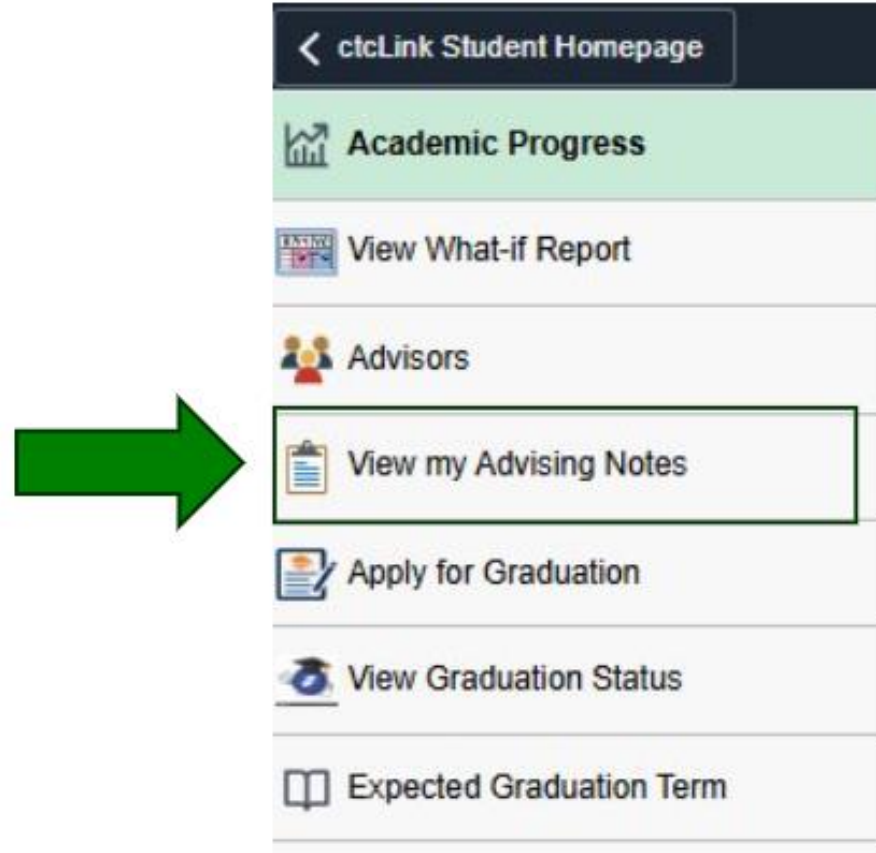 ctcLink Student Homepage
Academic Progress
View What-if Report
Advisors
View my Advising Notes
Apply for Graduation
View Graduation Status
Expected Graduation Term